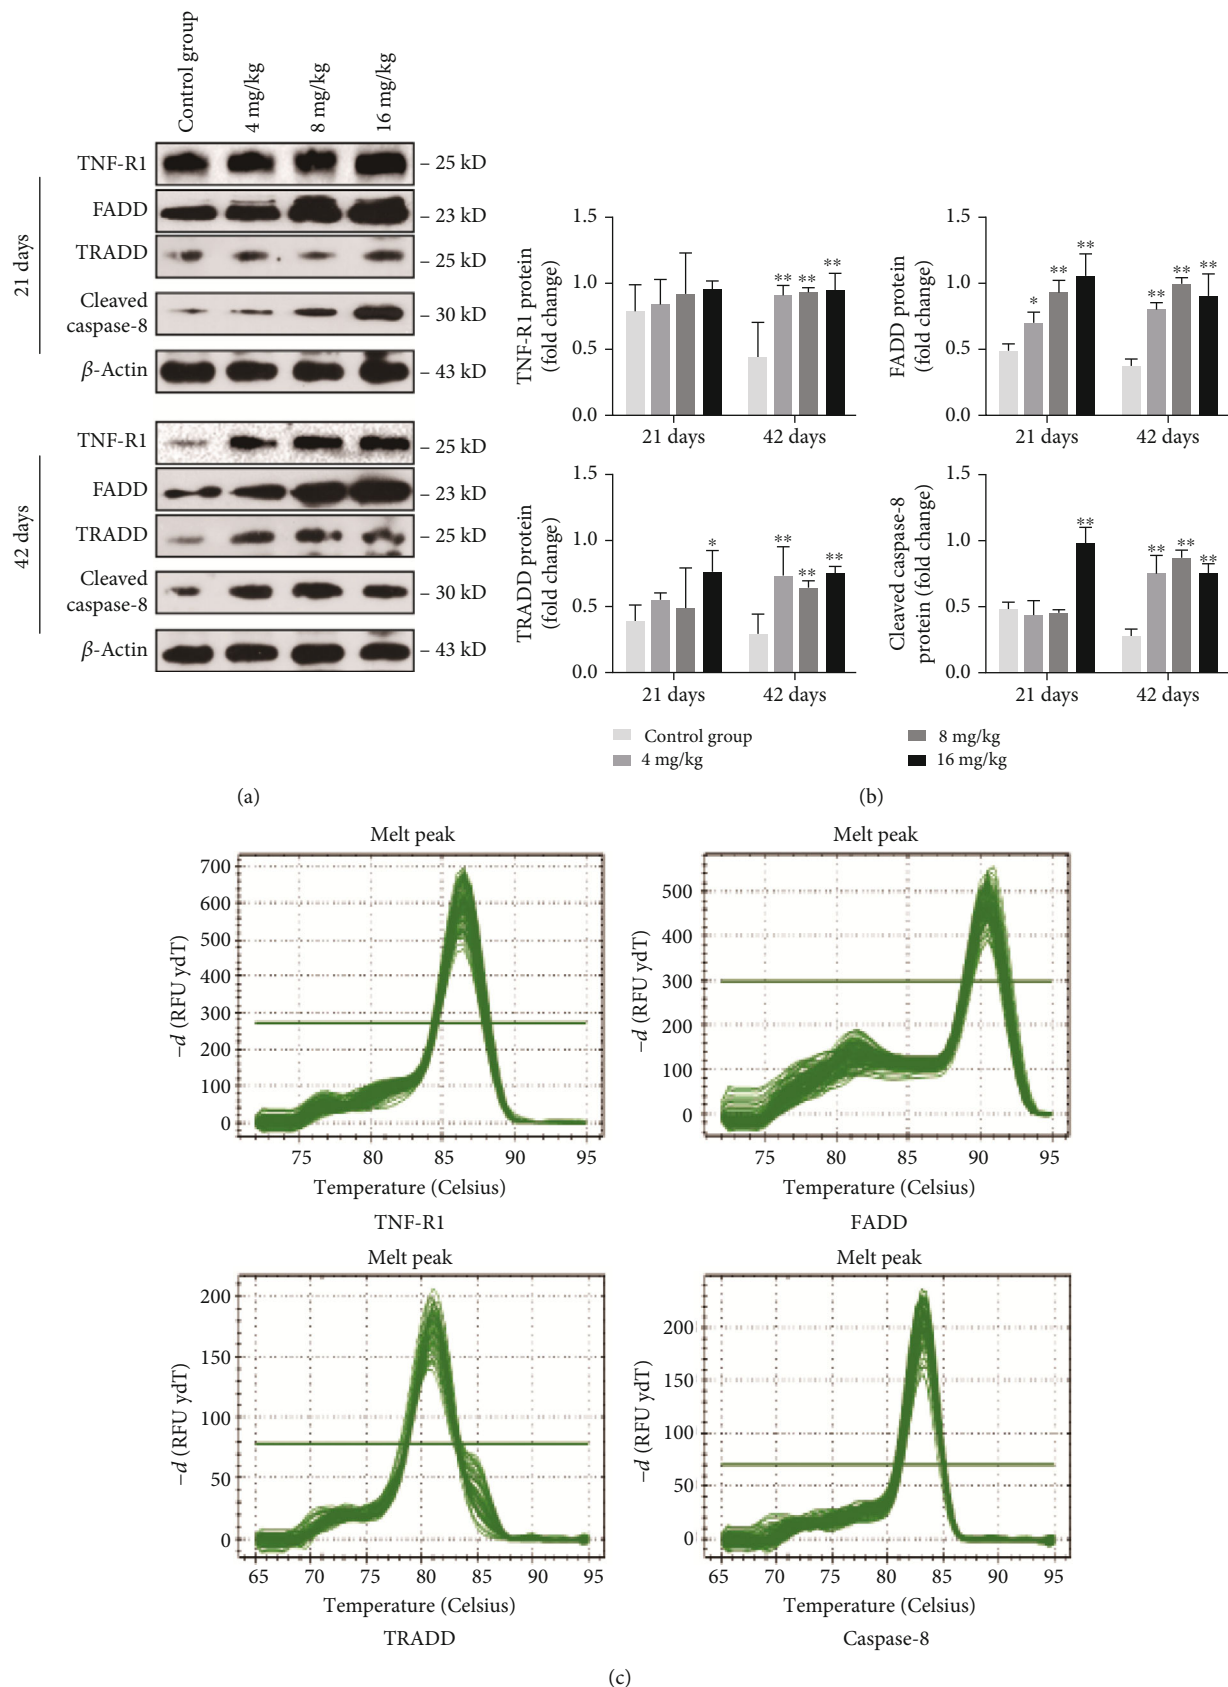 Control group
4 mg/kg
8 mg/kg
16 mg/kg
21 days
TNF-R1
– 25 kD
FADD
– 23 kD
TRADD
– 25 kD
Cleaved
caspase-8
– 30 kD
β-Actin
– 43 kD
42 days
TNF-R1
– 25 kD
FADD
– 23 kD
TRADD
– 25 kD
Cleaved
caspase-8
– 30 kD
β-Actin
– 43 kD
(a)
TNF-R1 protein
(fold change)
1.5
1.0
0.5
0.0
** ** **
21 days 42 days
FADD protein
(fold change)
1.5
1.0
0.5
0.0
* ** ** ** ** **
21 days 42 days
TRADD protein
(fold change)
1.5
1.0
0.5
0.0
* ** ** **
21 days 42 days
Cleaved caspase-8
protein (fold change)
1.5
1.0
0.5
0.0
** ** ** **
21 days 42 days
Control group
4 mg/kg
8 mg/kg
16 mg/kg
(b)
Melt peak
–d (RFU ydT)
700
600
500
400
300
200
100
0
75 80 85 90 95
Temperature (Celsius)
TNF-R1
Melt peak
–d (RFU ydT)
500
400
300
200
100
0
75 80 85 90 95
Temperature (Celsius)
FADD
Melt peak
–d (RFU ydT)
200
150
100
50
0
65 70 75 80 85 90 95
Temperature (Celsius)
TRADD
Melt peak
–d (RFU ydT)
200
150
100
50
0
65 70 75 80 85 90 95
Temperature (Celsius)
Caspase-8
(c)